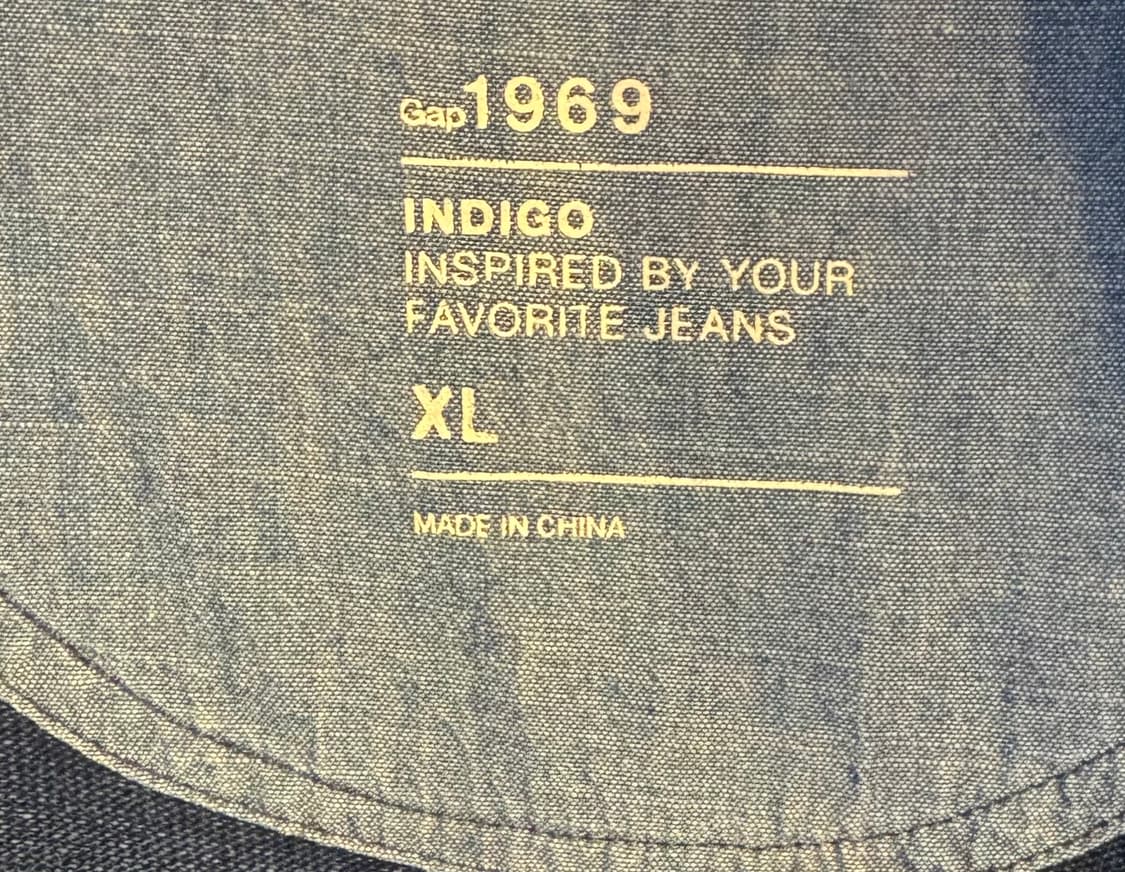 Gap1969
INDIGO
INSPIRED BY YOUR
FAVORITE JEANS
XL
MADE IN CHINA